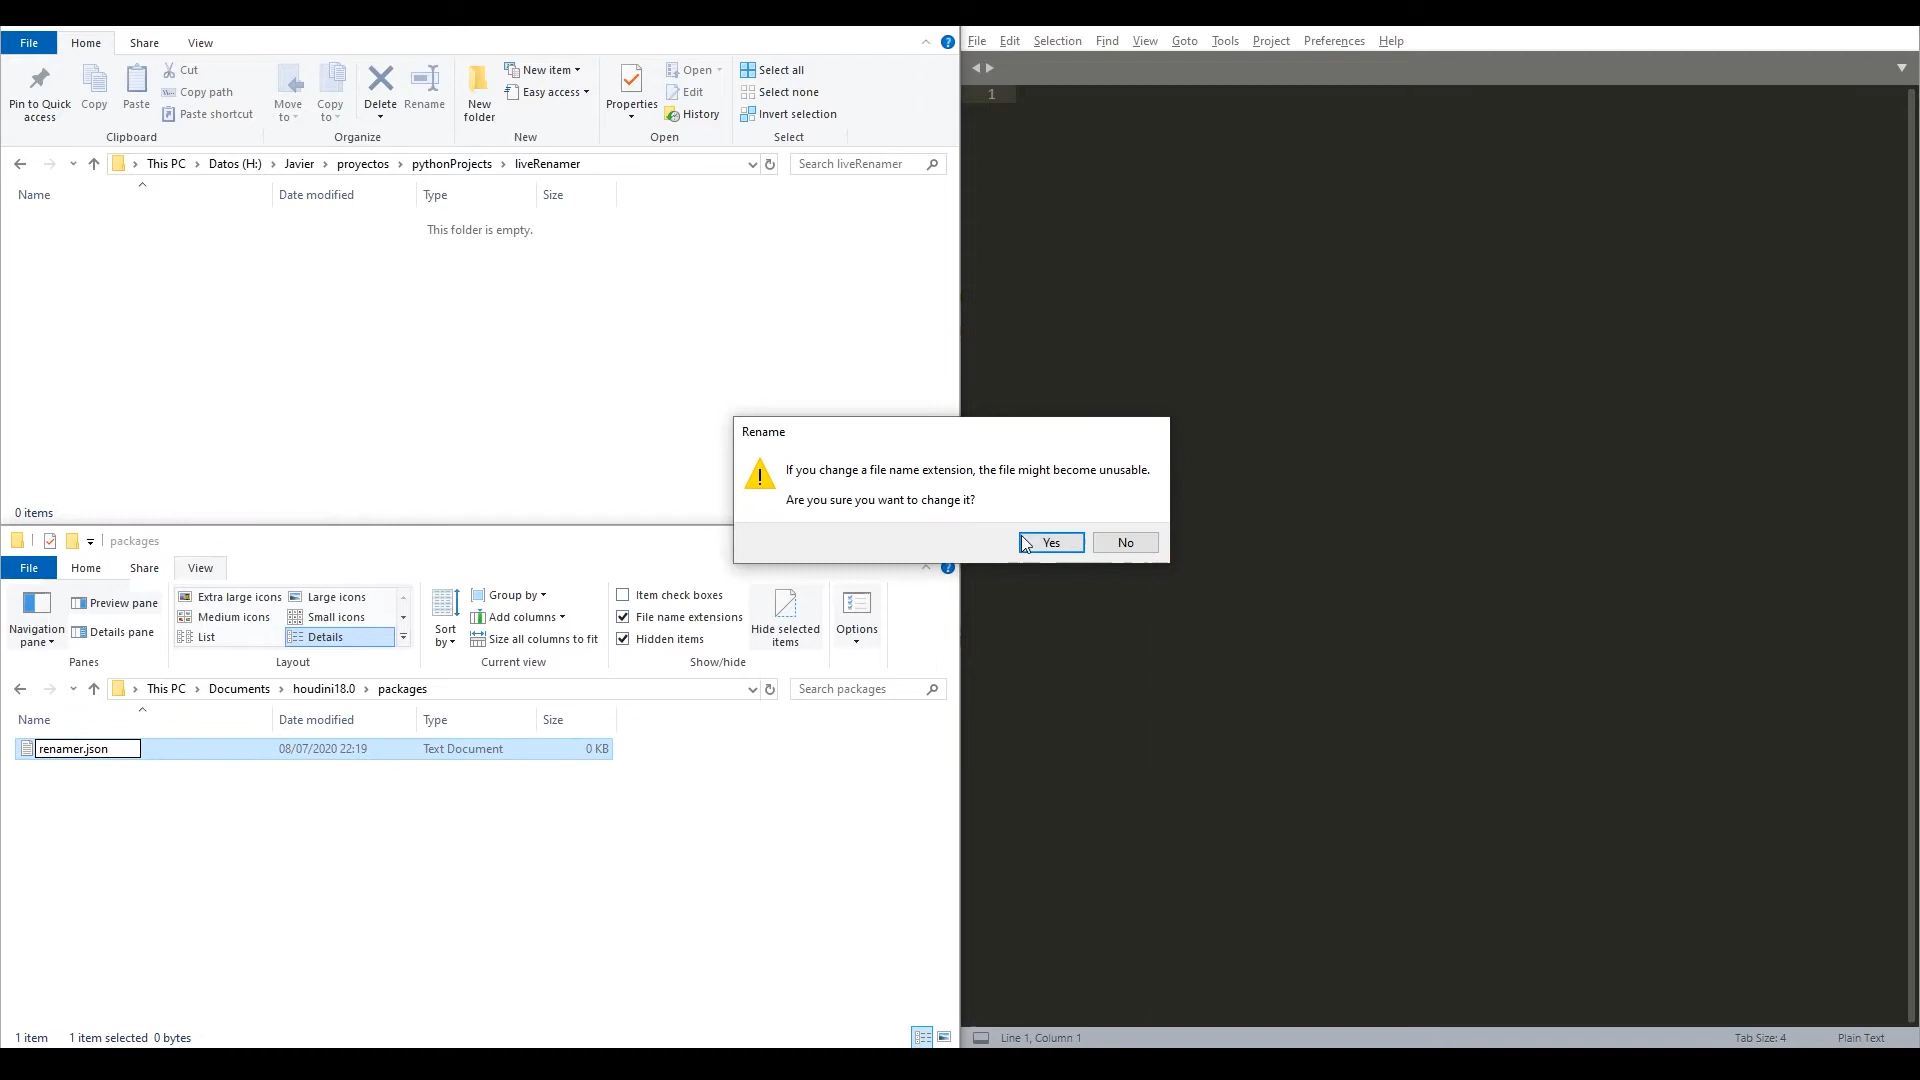 File Home Share View
Pin to Quick access
Copy
Paste
Cut
Copy path
Paste shortcut
Clipboard
Move to
Copy to
Delete
Rename
Organize
New folder
New item
Easy access
New
Properties
Open
Edit
History
Open
Select all
Select none
Invert selection
Select
This PC Datos (H:) Javier proyectos pythonProjects liveRenamer
Search liveRenamer
Name Date modified Type Size
This folder is empty.
0 items
File Edit Selection Find View Goto Tools Project Preferences Help
1
Rename
If you change a file name extension, the file might become unusable.
Are you sure you want to change it?
Yes No
packages
File Home Share View
Navigation pane
Preview pane
Details pane
Panes
Extra large icons Large icons
Medium icons Small icons
List Details
Layout
Sort by
Group by
Add columns
Size all columns to fit
Current view
Item check boxes
File name extensions
Hidden items
Hide selected items
Show/hide
Options
This PC Documents houdini18.0 packages
Search packages
Name Date modified Type Size
renamer.json 08/07/2020 22:19 Text Document 0 KB
1 item 1 item selected 0 bytes
Line 1, Column 1 Tab Size: 4 Plain Text